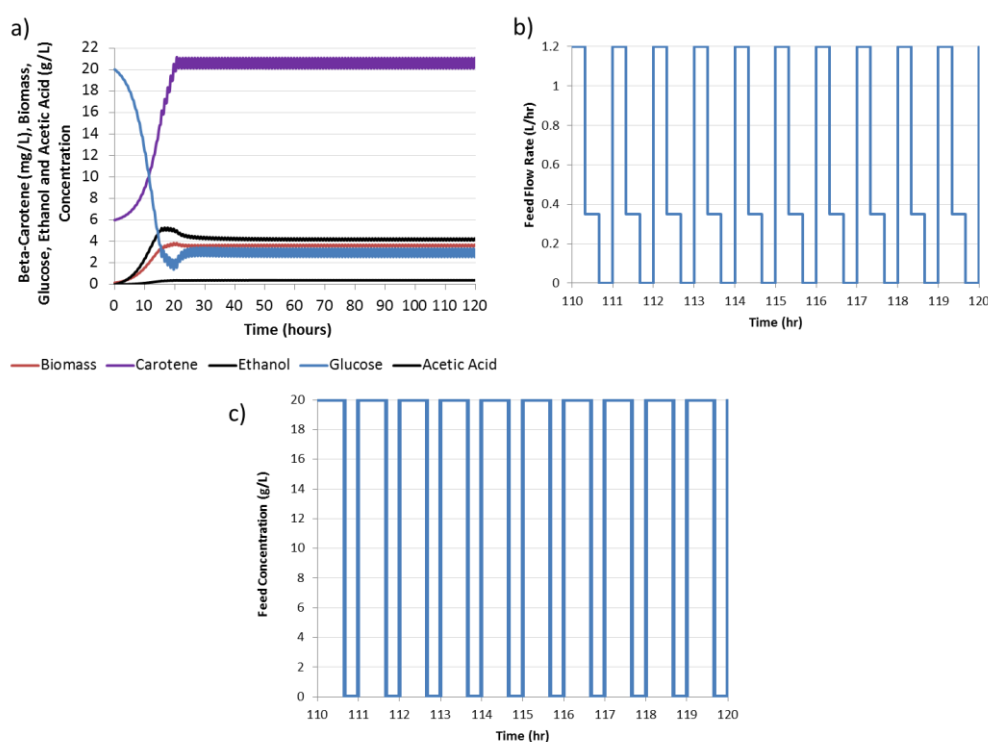 a)
Beta-Carotene (mg/L), Biomass,
Glucose, Ethanol and Acetic Acid (g/L)
Concentration
22
20
18
16
14
12
10
8
6
4
2
0
0 10 20 30 40 50 60 70 80 90 100 110 120
Time (hours)
Biomass Carotene Ethanol Glucose Acetic Acid
b)
Feed Flow Rate (L/hr)
1.2
1
0.8
0.6
0.4
0.2
0
110 111 112 113 114 115 116 117 118 119 120
Time (hr)
c)
Feed Concentration (g/L)
20
18
16
14
12
10
8
6
4
2
0
110 111 112 113 114 115 116 117 118 119 120
Time (hr)